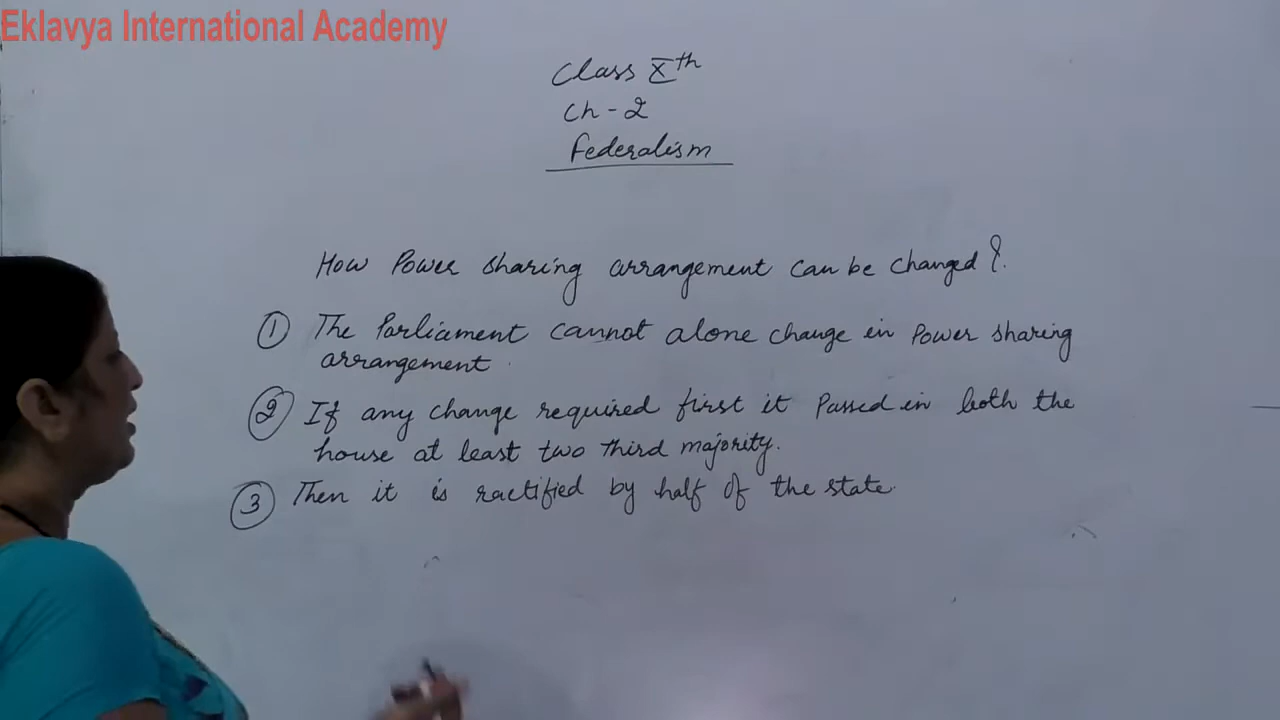 Eklavya International Academy
Class Xth
Ch - 2
Federalism
How Power sharing arrangement can be changed ?
① The Parliament cannot alone change in Power sharing
arrangement.
② If any change required first it Passed in both the
house at least two third majority.
③ Then it is ractified by half of the state.